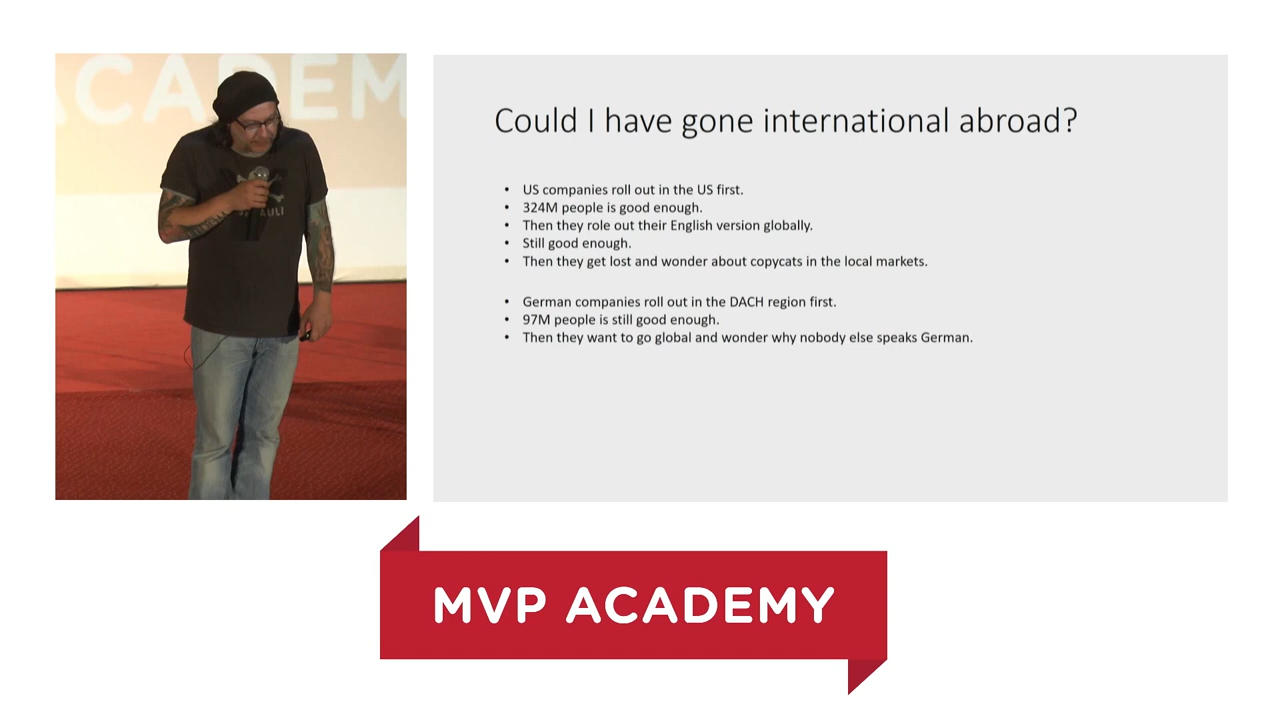 ACADEM
AULI
Could I have gone international abroad?
• US companies roll out in the US first.
• 324M people is good enough.
• Then they role out their English version globally.
• Still good enough.
• Then they get lost and wonder about copycats in the local markets.
• German companies roll out in the DACH region first.
• 97M people is still good enough.
• Then they want to go global and wonder why nobody else speaks German.
MVP ACADEMY